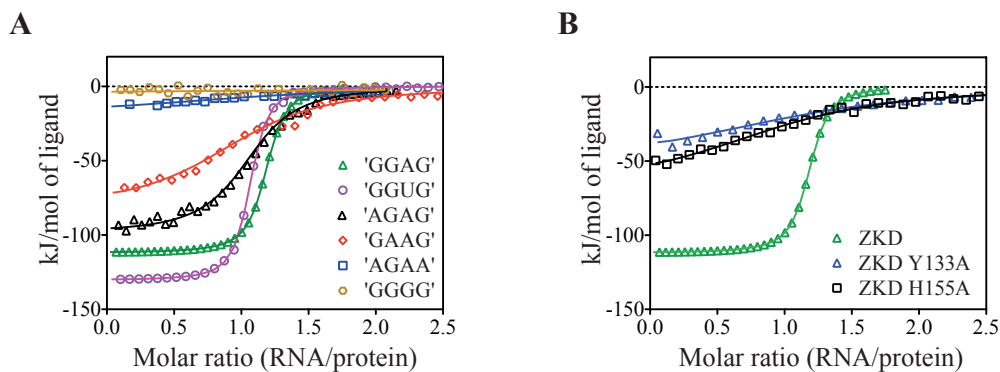 A
0
-50
-100
-150
kJ/mol of ligand
0.0 0.5 1.0 1.5 2.0 2.5
Molar ratio (RNA/protein)
'GGAG'
'GGUG'
'AGAG'
'GAAG'
'AGAA'
'GGGG'
B
0
-50
-100
-150
kJ/mol of ligand
0.0 0.5 1.0 1.5 2.0 2.5
Molar ratio (RNA/protein)
ZKD
ZKD Y133A
ZKD H155A